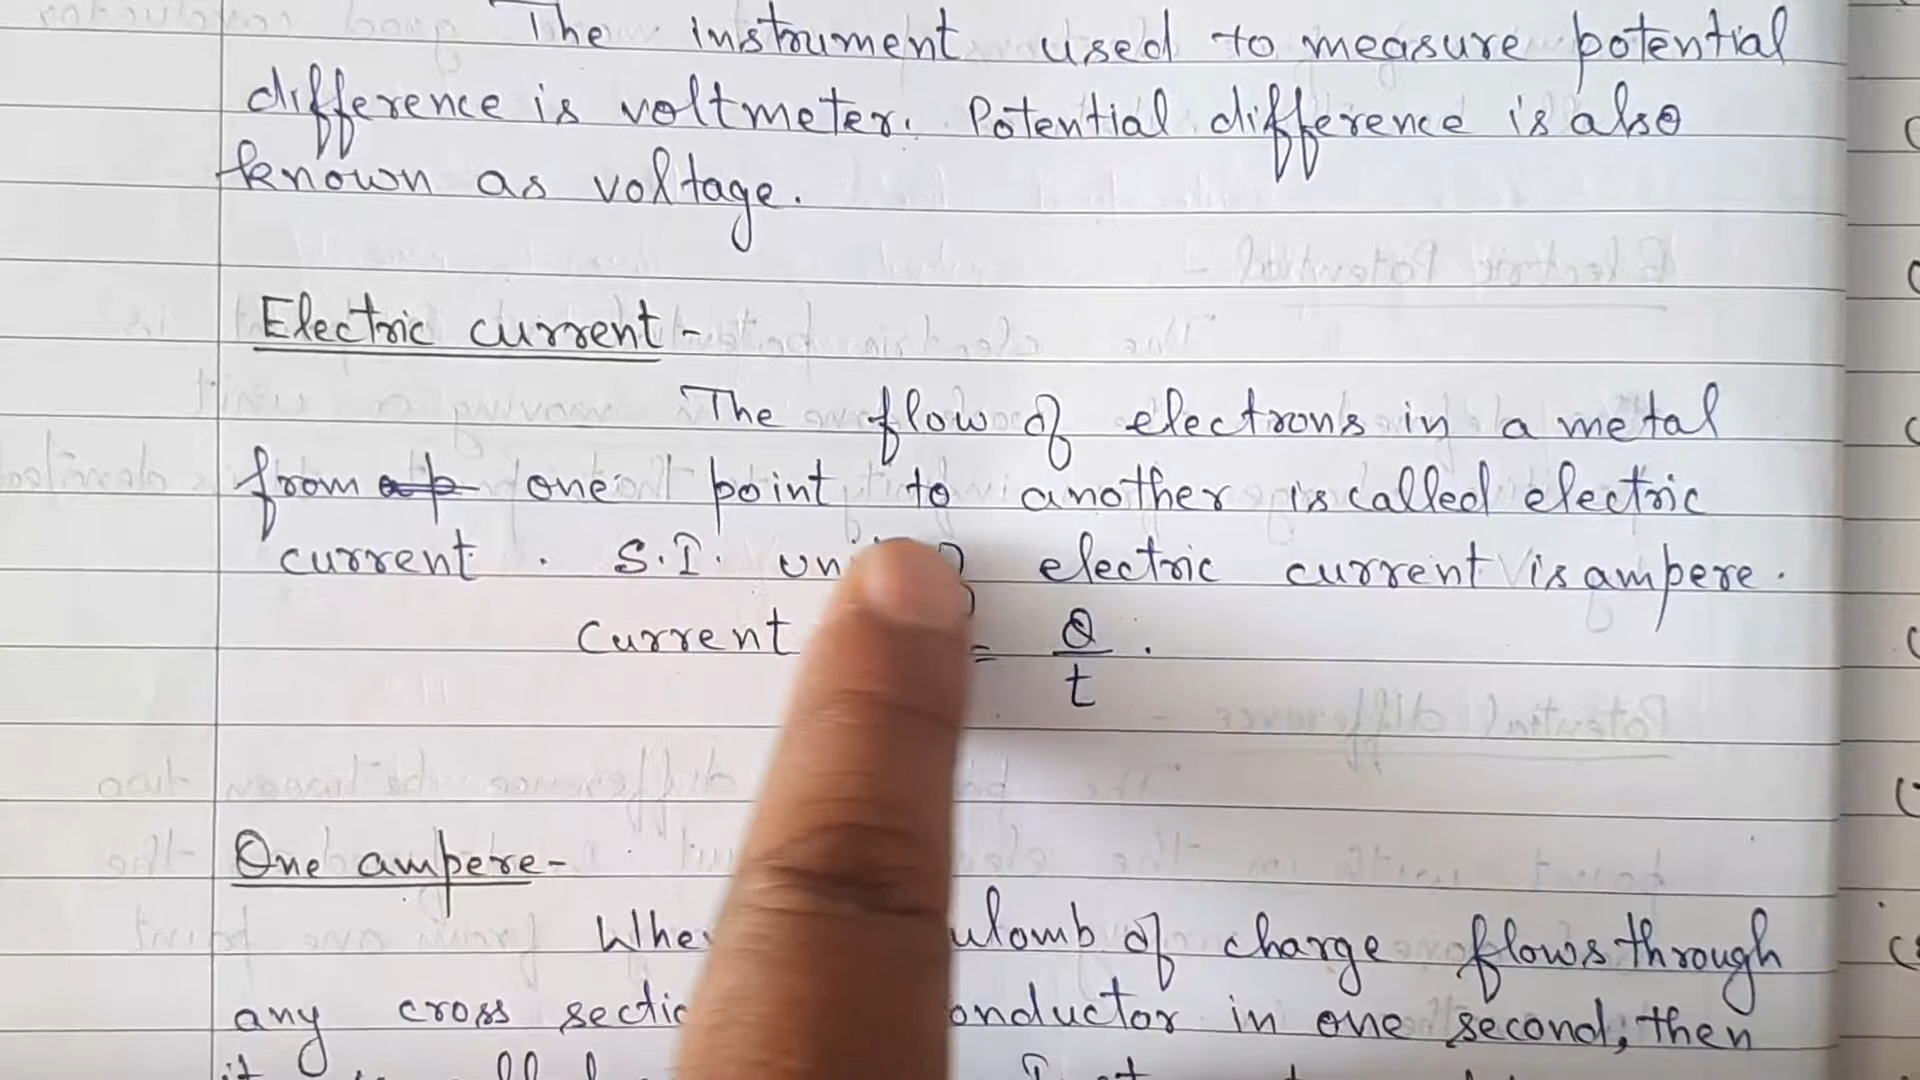 The instrument used to measure potential
difference is voltmeter. Potential difference is also
known as voltage.
Electric current -
The flow of electrons in a metal
from one point to another is called electric
current. S.I. electric current is ampere.
Current = Q/t.
One ampere-
of charge flows through
any cross in one second, then